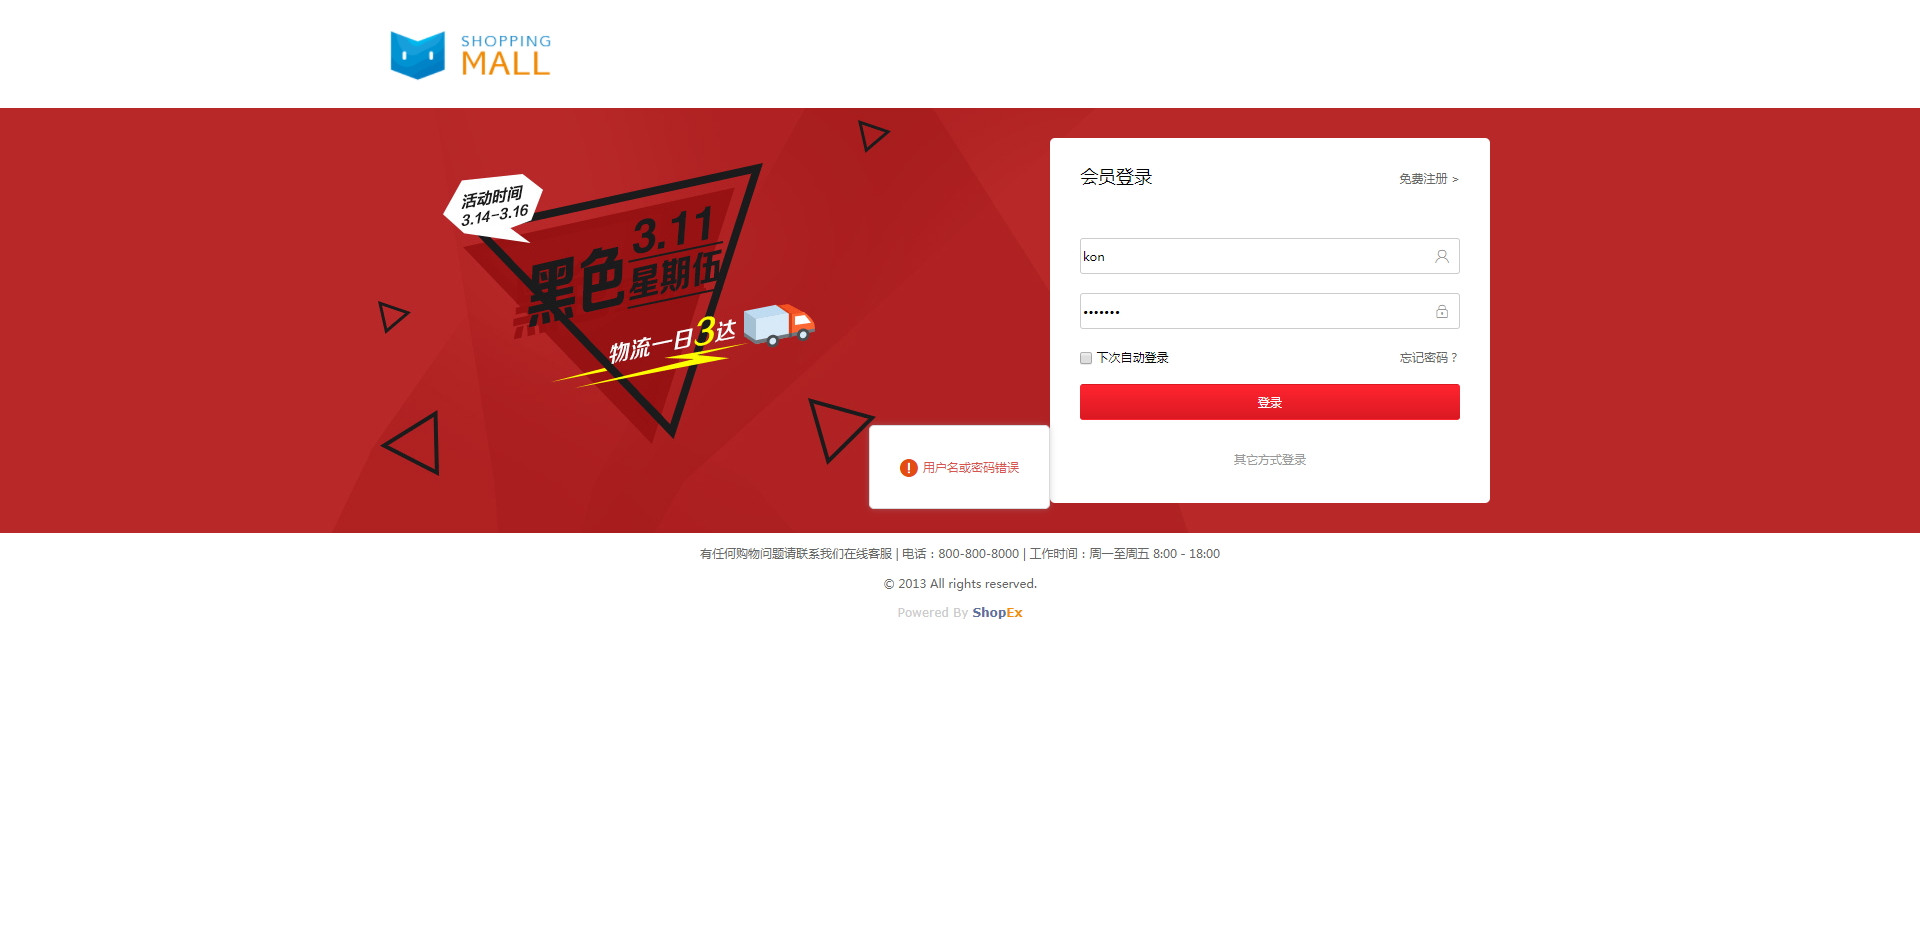 SHOPPING
MALL
活动时间
3.14-3.16
3.11
黑色
星期伍
物流一日3达
会员登录
免费注册 >
kon
•••••••
下次自动登录
忘记密码？
登录
其它方式登录
用户名或密码错误
有任何购物问题请联系我们在线客服 | 电话：800-800-8000 | 工作时间：周一至周五 8:00 - 18:00
© 2013 All rights reserved.
Powered By ShopEx